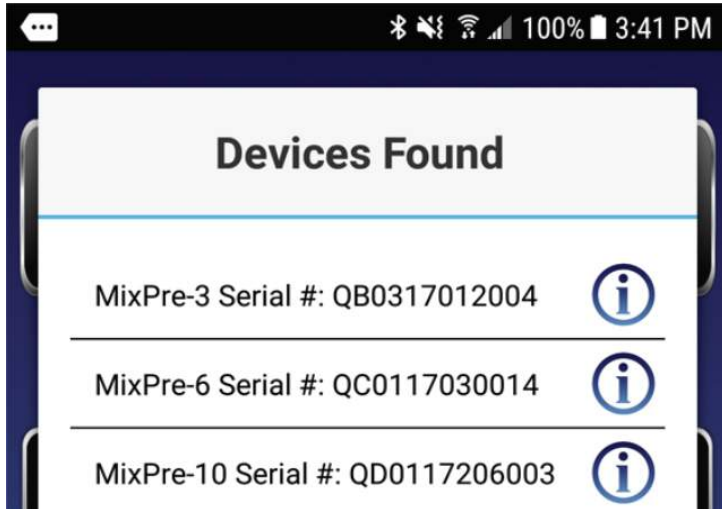 100% 3:41 PM
Devices Found
MixPre-3 Serial #: QB0317012004
MixPre-6 Serial #: QC0117030014
MixPre-10 Serial #: QD0117206003